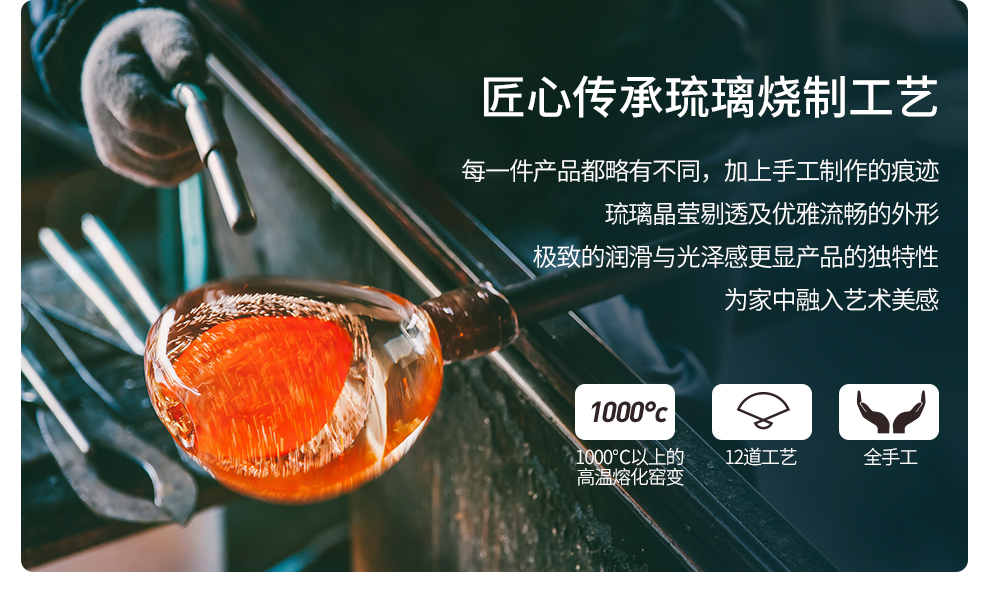 匠心传承琉璃烧制工艺
每一件产品都略有不同，加上手工制作的痕迹
琉璃晶莹剔透及优雅流畅的外形
极致的润滑与光泽感更显产品的独特性
为家中融入艺术美感
1000°c
1000℃以上的
高温熔化窑变
12道工艺
全手工